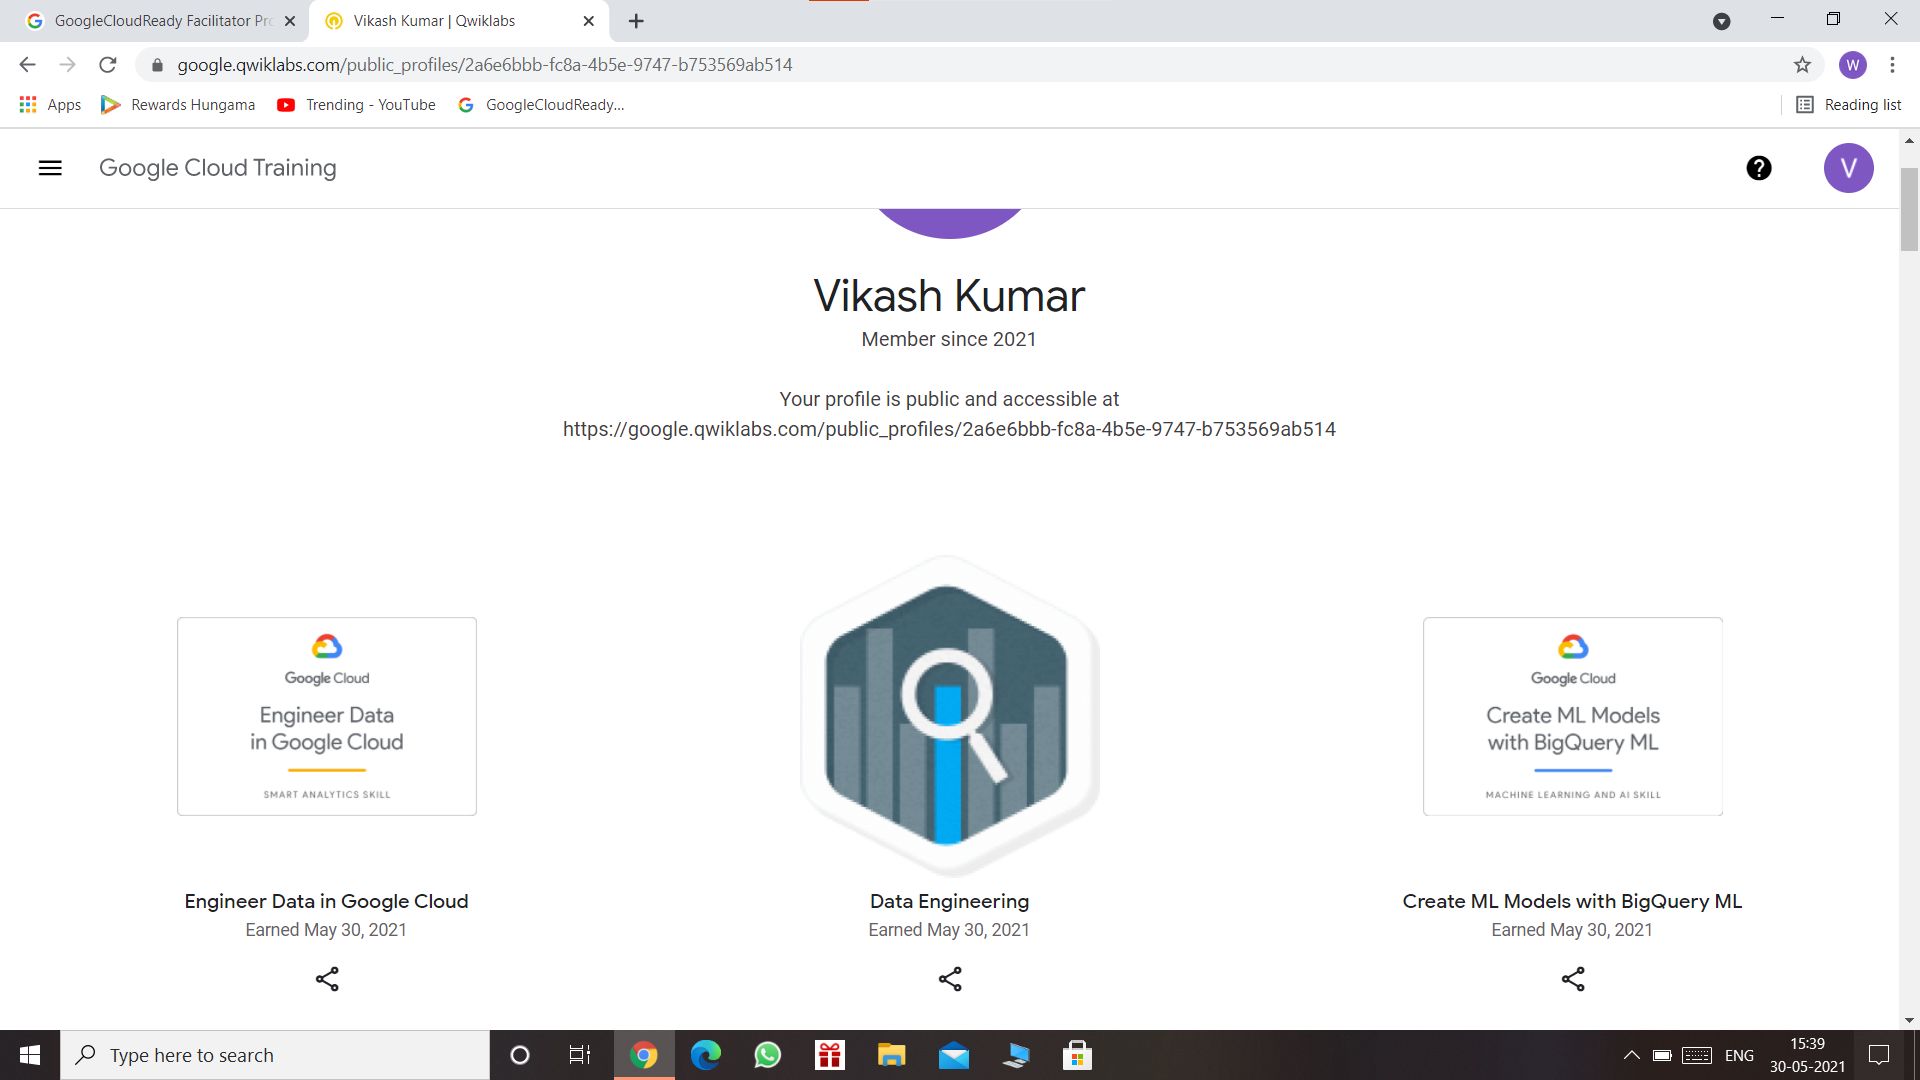 GoogleCloudReady Facilitator Pro
Vikash Kumar | Qwiklabs
google.qwiklabs.com/public_profiles/2a6e6bbb-fc8a-4b5e-9747-b753569ab514
W
Apps
Rewards Hungama
Trending - YouTube
GoogleCloudReady...
Reading list
Google Cloud Training
V
Vikash Kumar
Member since 2021
Your profile is public and accessible at
https://google.qwiklabs.com/public_profiles/2a6e6bbb-fc8a-4b5e-9747-b753569ab514
Google Cloud
Engineer Data
in Google Cloud
SMART ANALYTICS SKILL
Google Cloud
Create ML Models
with BigQuery ML
MACHINE LEARNING AND AI SKILL
Engineer Data in Google Cloud
Earned May 30, 2021
Data Engineering
Earned May 30, 2021
Create ML Models with BigQuery ML
Earned May 30, 2021
Type here to search
ENG
15:39
30-05-2021